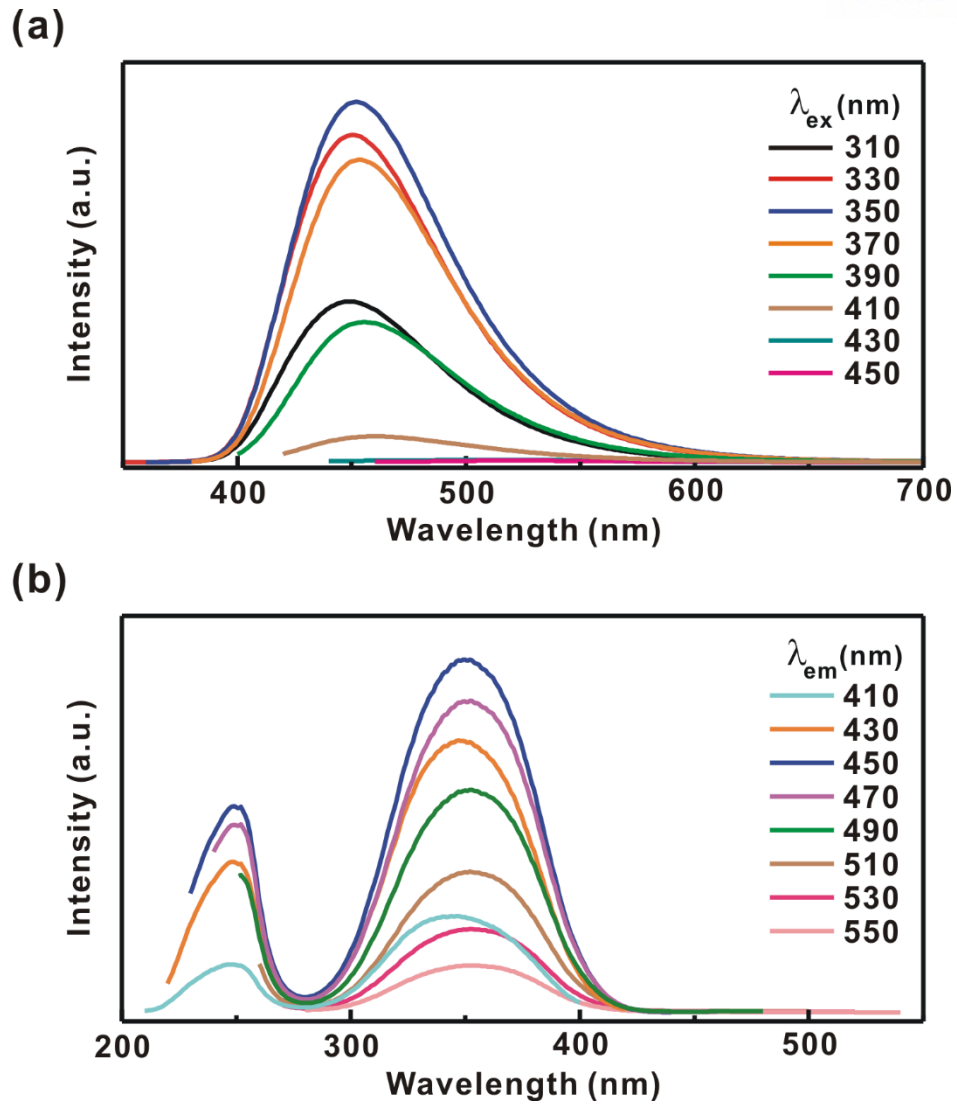 (a)
Intensity (a.u.)
λex (nm)
310
330
350
370
390
410
430
450
400 500 600 700
Wavelength (nm)
(b)
Intensity (a.u.)
λem (nm)
410
430
450
470
490
510
530
550
200 300 400 500
Wavelength (nm)